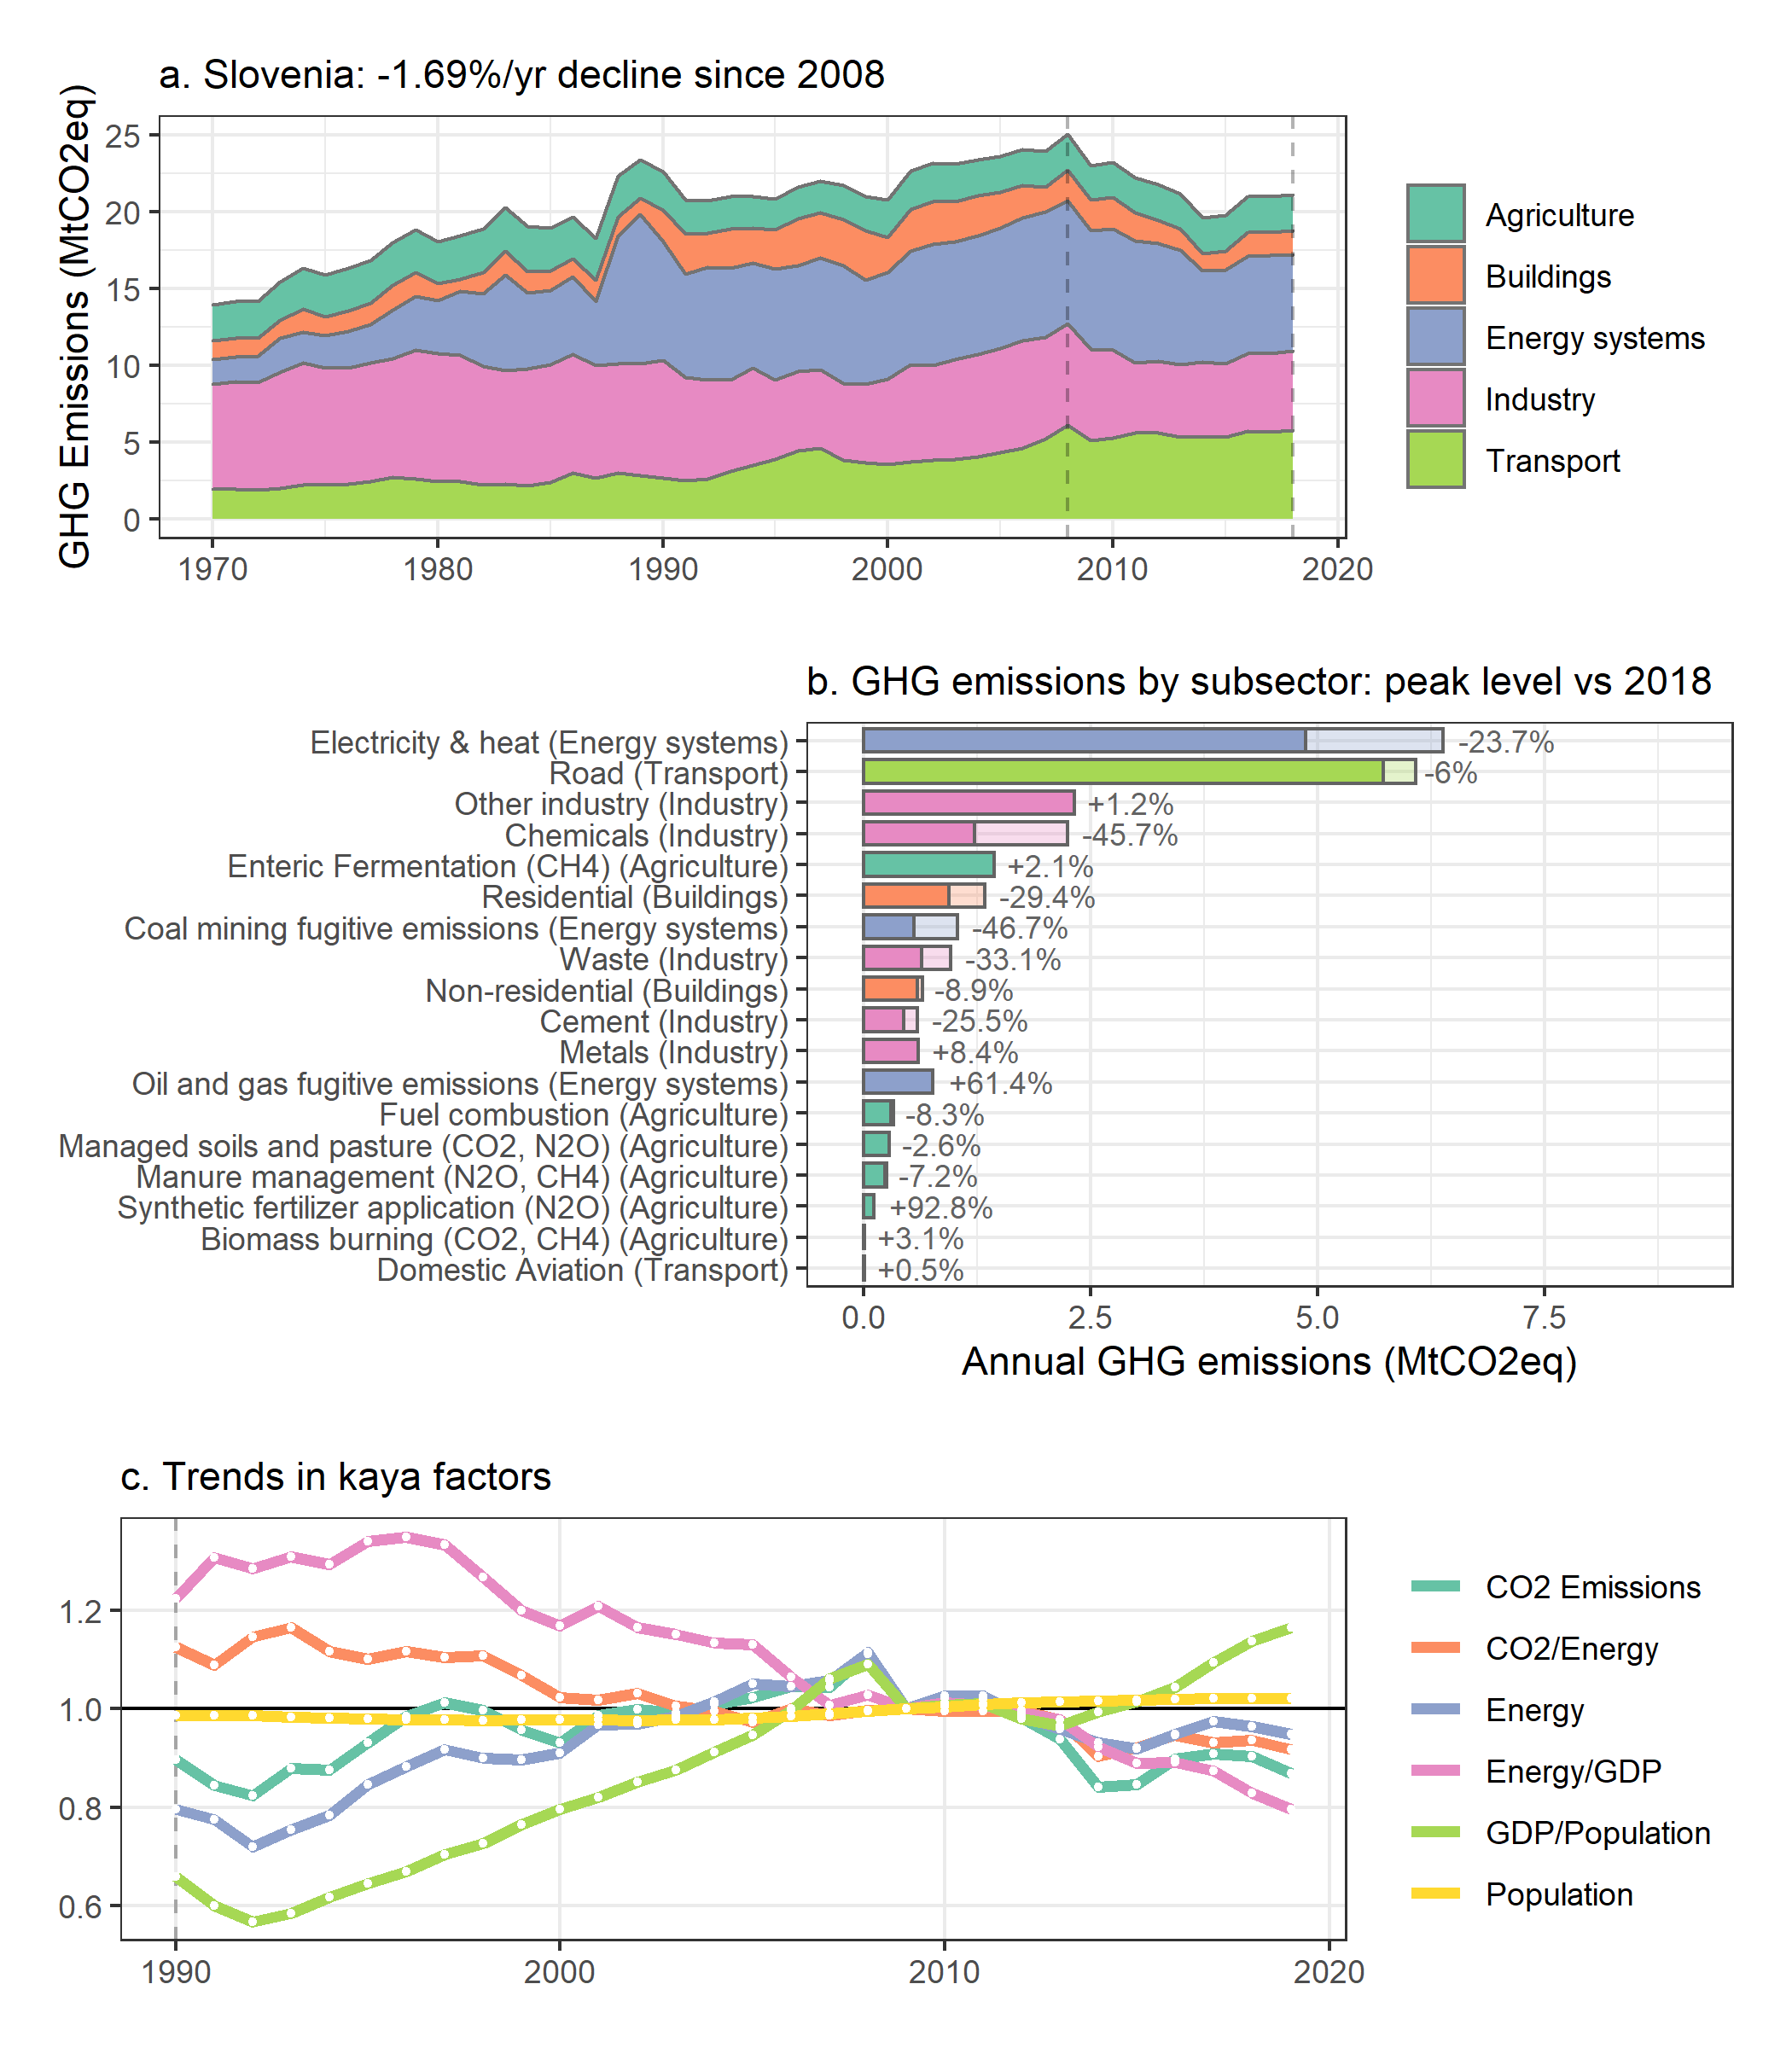 a. Slovenia: -1.69%/yr decline since 2008
GHG Emissions (MtCO2eq)
25
20
15
10
5
0
1970 1980 1990 2000 2010 2020
Agriculture
Buildings
Energy systems
Industry
Transport
b. GHG emissions by subsector: peak level vs 2018
Electricity & heat (Energy systems) -23.7%
Road (Transport) -6%
Other industry (Industry) +1.2%
Chemicals (Industry) -45.7%
Enteric Fermentation (CH4) (Agriculture) +2.1%
Residential (Buildings) -29.4%
Coal mining fugitive emissions (Energy systems) -46.7%
Waste (Industry) -33.1%
Non-residential (Buildings) -8.9%
Cement (Industry) -25.5%
Metals (Industry) +8.4%
Oil and gas fugitive emissions (Energy systems) +61.4%
Fuel combustion (Agriculture) -8.3%
Managed soils and pasture (CO2, N2O) (Agriculture) -2.6%
Manure management (N2O, CH4) (Agriculture) -7.2%
Synthetic fertilizer application (N2O) (Agriculture) +92.8%
Biomass burning (CO2, CH4) (Agriculture) +3.1%
Domestic Aviation (Transport) +0.5%
0.0 2.5 5.0 7.5
Annual GHG emissions (MtCO2eq)
c. Trends in kaya factors
1.2
1.0
0.8
0.6
1990 2000 2010 2020
CO2 Emissions
CO2/Energy
Energy
Energy/GDP
GDP/Population
Population